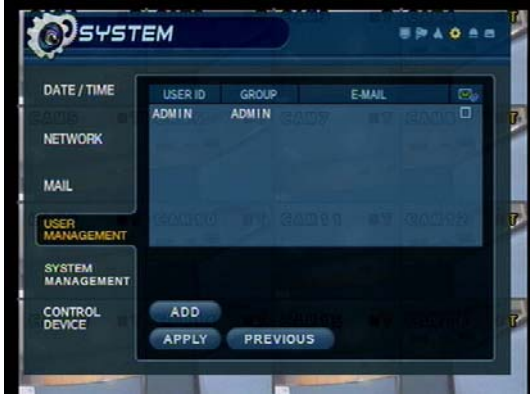 SYSTEM
DATE / TIME
NETWORK
MAIL
USER
MANAGEMENT
SYSTEM
MANAGEMENT
CONTROL
DEVICE
USER ID GROUP E-MAIL
ADMIN ADMIN
ADD
APPLY PREVIOUS